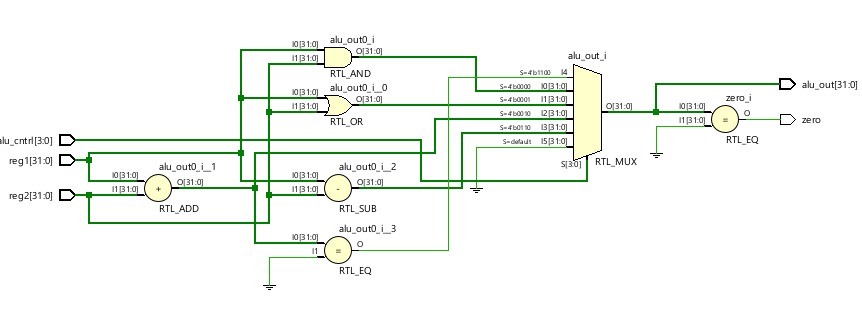 alu_out0_i
I0[31:0]
I1[31:0]
O[31:0]
RTL_AND
alu_out0_i__0
I0[31:0]
I1[31:0]
O[31:0]
RTL_OR
alu_out_i
S=4'b1100 I4
S=4'b0000 I0[31:0]
S=4'b0001 I1[31:0]
S=4'b0010 I2[31:0]
S=4'b0110 I3[31:0]
S=default I5[31:0]
O[31:0]
S[3:0]
RTL_MUX
alu_out[31:0]
zero_i
I0[31:0]
I1[31:0]
O
RTL_EQ
zero
alu_cntrl[3:0]
reg1[31:0]
reg2[31:0]
alu_out0_i__1
I0[31:0]
I1[31:0]
+
O[31:0]
RTL_ADD
alu_out0_i__2
I0[31:0]
I1[31:0]
-
O[31:0]
RTL_SUB
alu_out0_i__3
I0[31:0]
I1
=
O
RTL_EQ